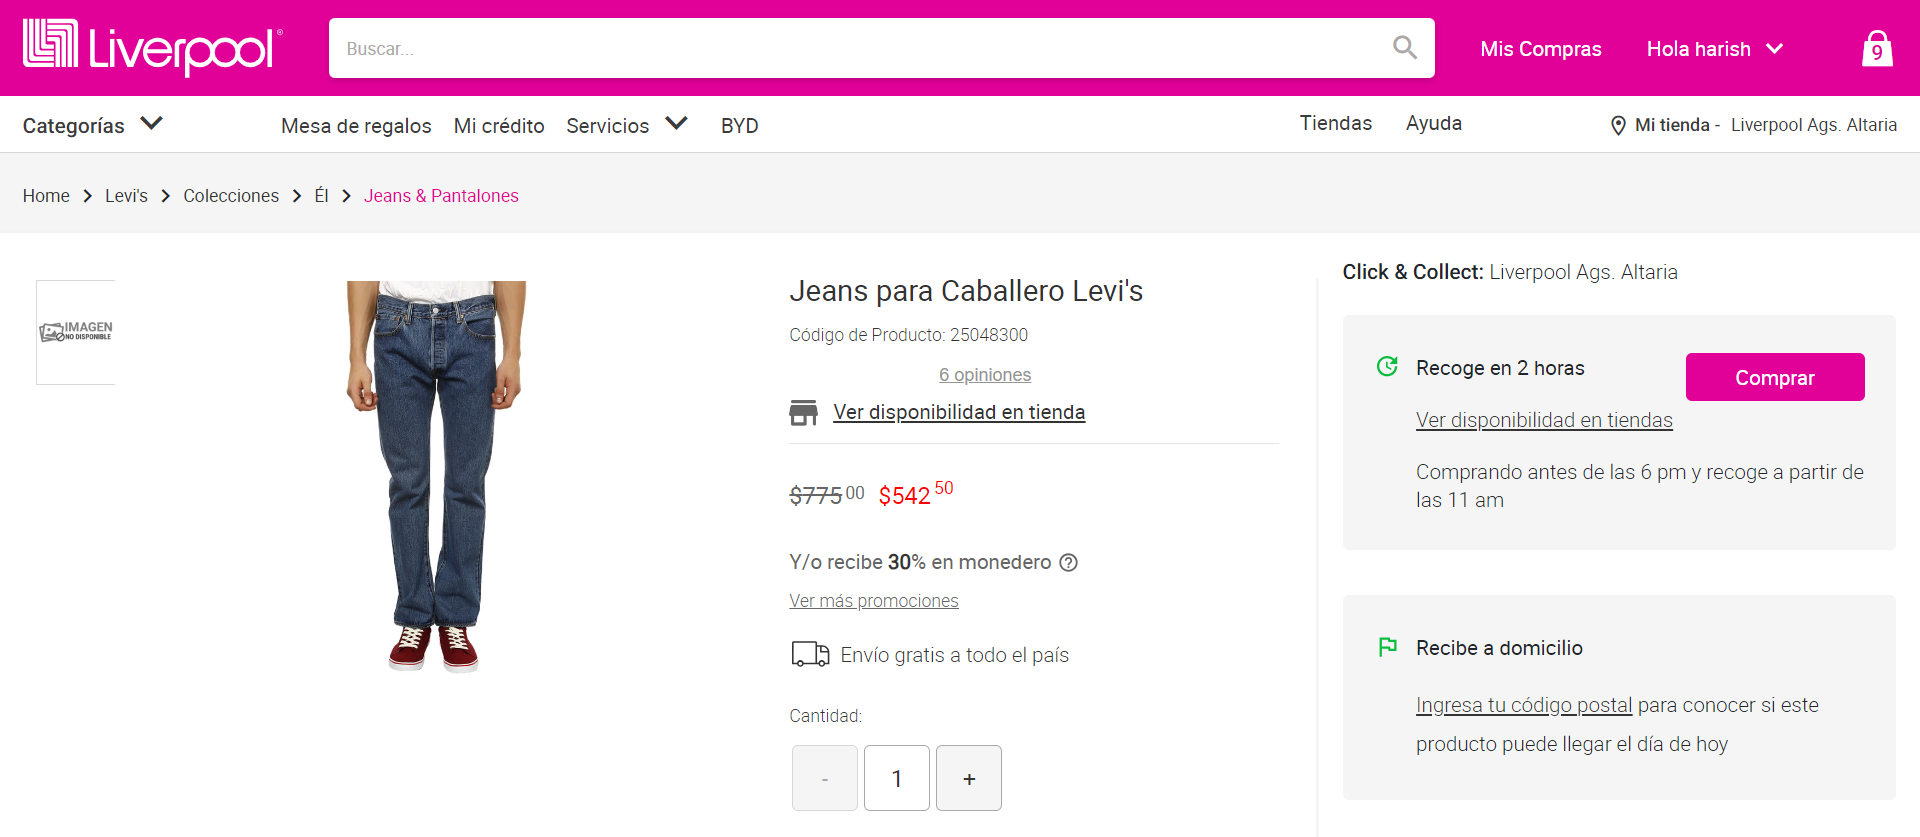 Liverpool®
Buscar...
Mis Compras
Hola harish
9
Categorías
Mesa de regalos
Mi crédito
Servicios
BYD
Tiendas
Ayuda
Mi tienda - Liverpool Ags. Altaria
Home > Levi's > Colecciones > Él > Jeans & Pantalones
IMAGEN
NO DISPONIBLE
Jeans para Caballero Levi's
Código de Producto: 25048300
6 opiniones
Ver disponibilidad en tienda
$775 00 $542 50
Y/o recibe 30% en monedero ?
Ver más promociones
Envío gratis a todo el país
Cantidad:
- 1 +
Click & Collect: Liverpool Ags. Altaria
Recoge en 2 horas
Comprar
Ver disponibilidad en tiendas
Comprando antes de las 6 pm y recoge a partir de
las 11 am
Recibe a domicilio
Ingresa tu código postal para conocer si este
producto puede llegar el día de hoy